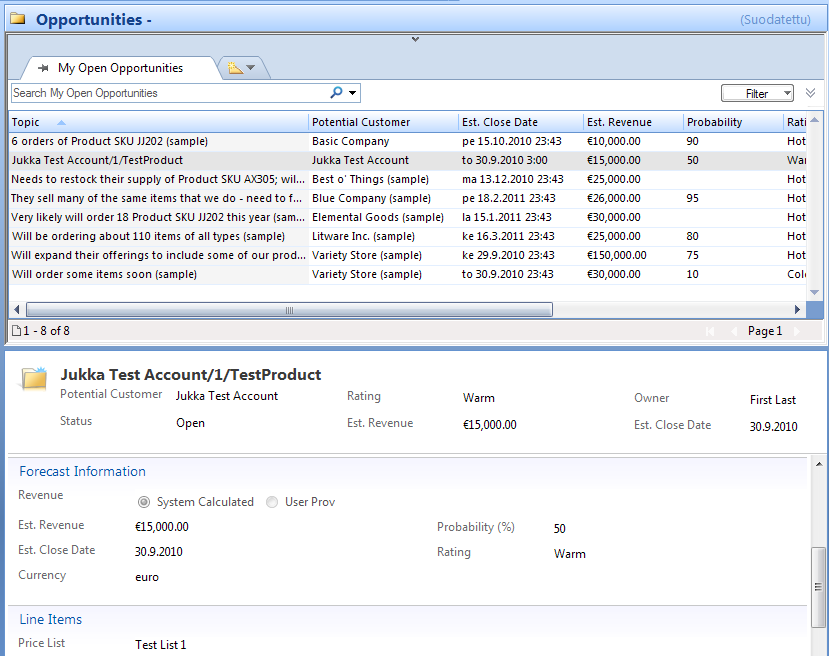 Opportunities - (Suodatettu)
My Open Opportunities
Search My Open Opportunities Filter
Topic Potential Customer Est. Close Date Est. Revenue Probability Rati
6 orders of Product SKU JJ202 (sample) Basic Company pe 15.10.2010 23:43 €10,000.00 90 Hot
Jukka Test Account/1/TestProduct Jukka Test Account to 30.9.2010 3:00 €15,000.00 50 War
Needs to restock their supply of Product SKU AX305; wil... Best o' Things (sample) ma 13.12.2010 23:43 €25,000.00 Hot
They sell many of the same items that we do - need to f... Blue Company (sample) pe 18.2.2011 23:43 €26,000.00 95 Hot
Very likely will order 18 Product SKU JJ202 this year (sam... Elemental Goods (sample) la 15.1.2011 23:43 €30,000.00 Hot
Will be ordering about 110 items of all types (sample) Litware Inc. (sample) ke 16.3.2011 23:43 €25,000.00 80 Hot
Will expand their offerings to include some of our prod... Variety Store (sample) ke 29.9.2010 23:43 €150,000.00 75 Hot
Will order some items soon (sample) Variety Store (sample) to 30.9.2010 23:43 €30,000.00 10 Col
1 - 8 of 8 Page 1
Jukka Test Account/1/TestProduct
Potential Customer Jukka Test Account Rating Warm Owner First Last
Status Open Est. Revenue €15,000.00 Est. Close Date 30.9.2010
Forecast Information
Revenue System Calculated User Prov
Est. Revenue €15,000.00 Probability (%) 50
Est. Close Date 30.9.2010 Rating Warm
Currency euro
Line Items
Price List Test List 1